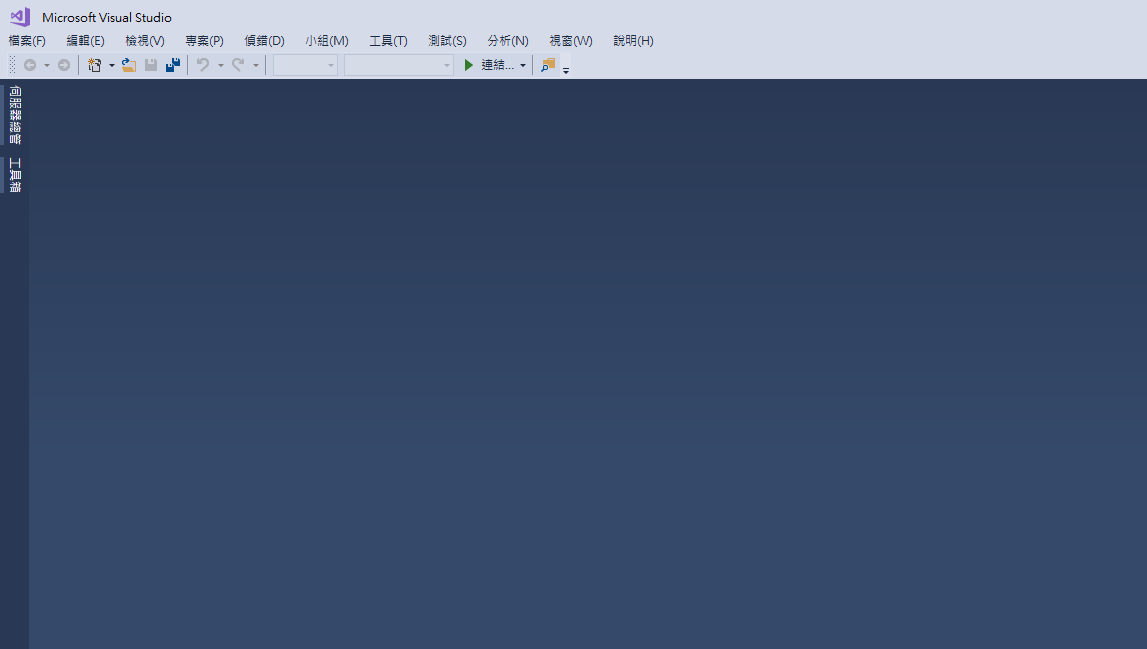 Microsoft Visual Studio
檔案(F) 編輯(E) 檢視(V) 專案(P) 偵錯(D) 小組(M) 工具(T) 測試(S) 分析(N) 視窗(W) 說明(H)
連結...
伺服器總管
工具箱